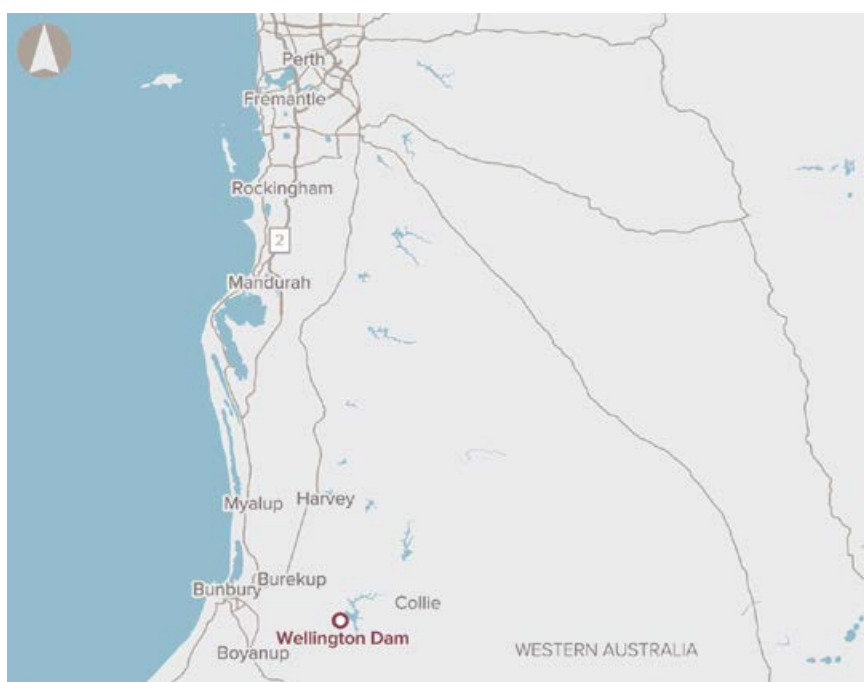 Perth
Fremantle
Rockingham
2
Mandurah
Myalup
Harvey
Burekup
Bunbury
Collie
Wellington Dam
Boyanup
WESTERN AUSTRALIA